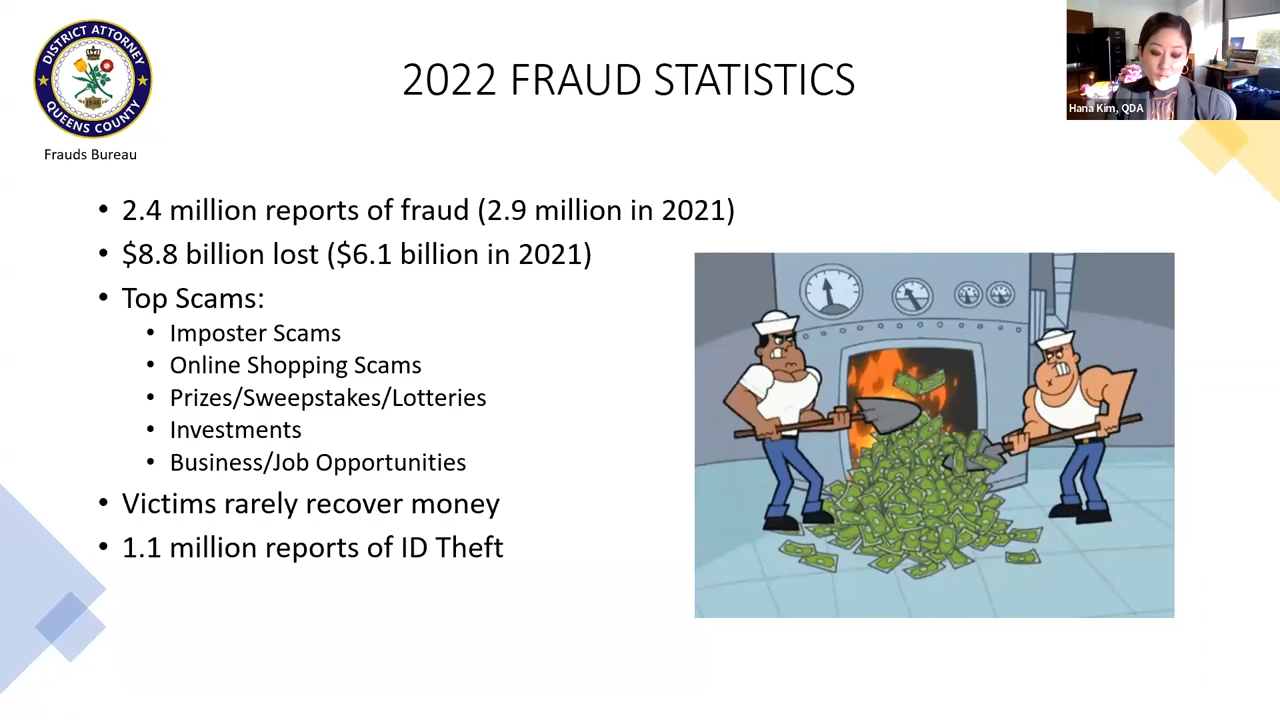 DISTRICT ATTORNEY
1898
QUEENS COUNTY
Frauds Bureau
2022 FRAUD STATISTICS
Hana Kim, QDA
• 2.4 million reports of fraud (2.9 million in 2021)
• $8.8 billion lost ($6.1 billion in 2021)
• Top Scams:
• Imposter Scams
• Online Shopping Scams
• Prizes/Sweepstakes/Lotteries
• Investments
• Business/Job Opportunities
• Victims rarely recover money
• 1.1 million reports of ID Theft